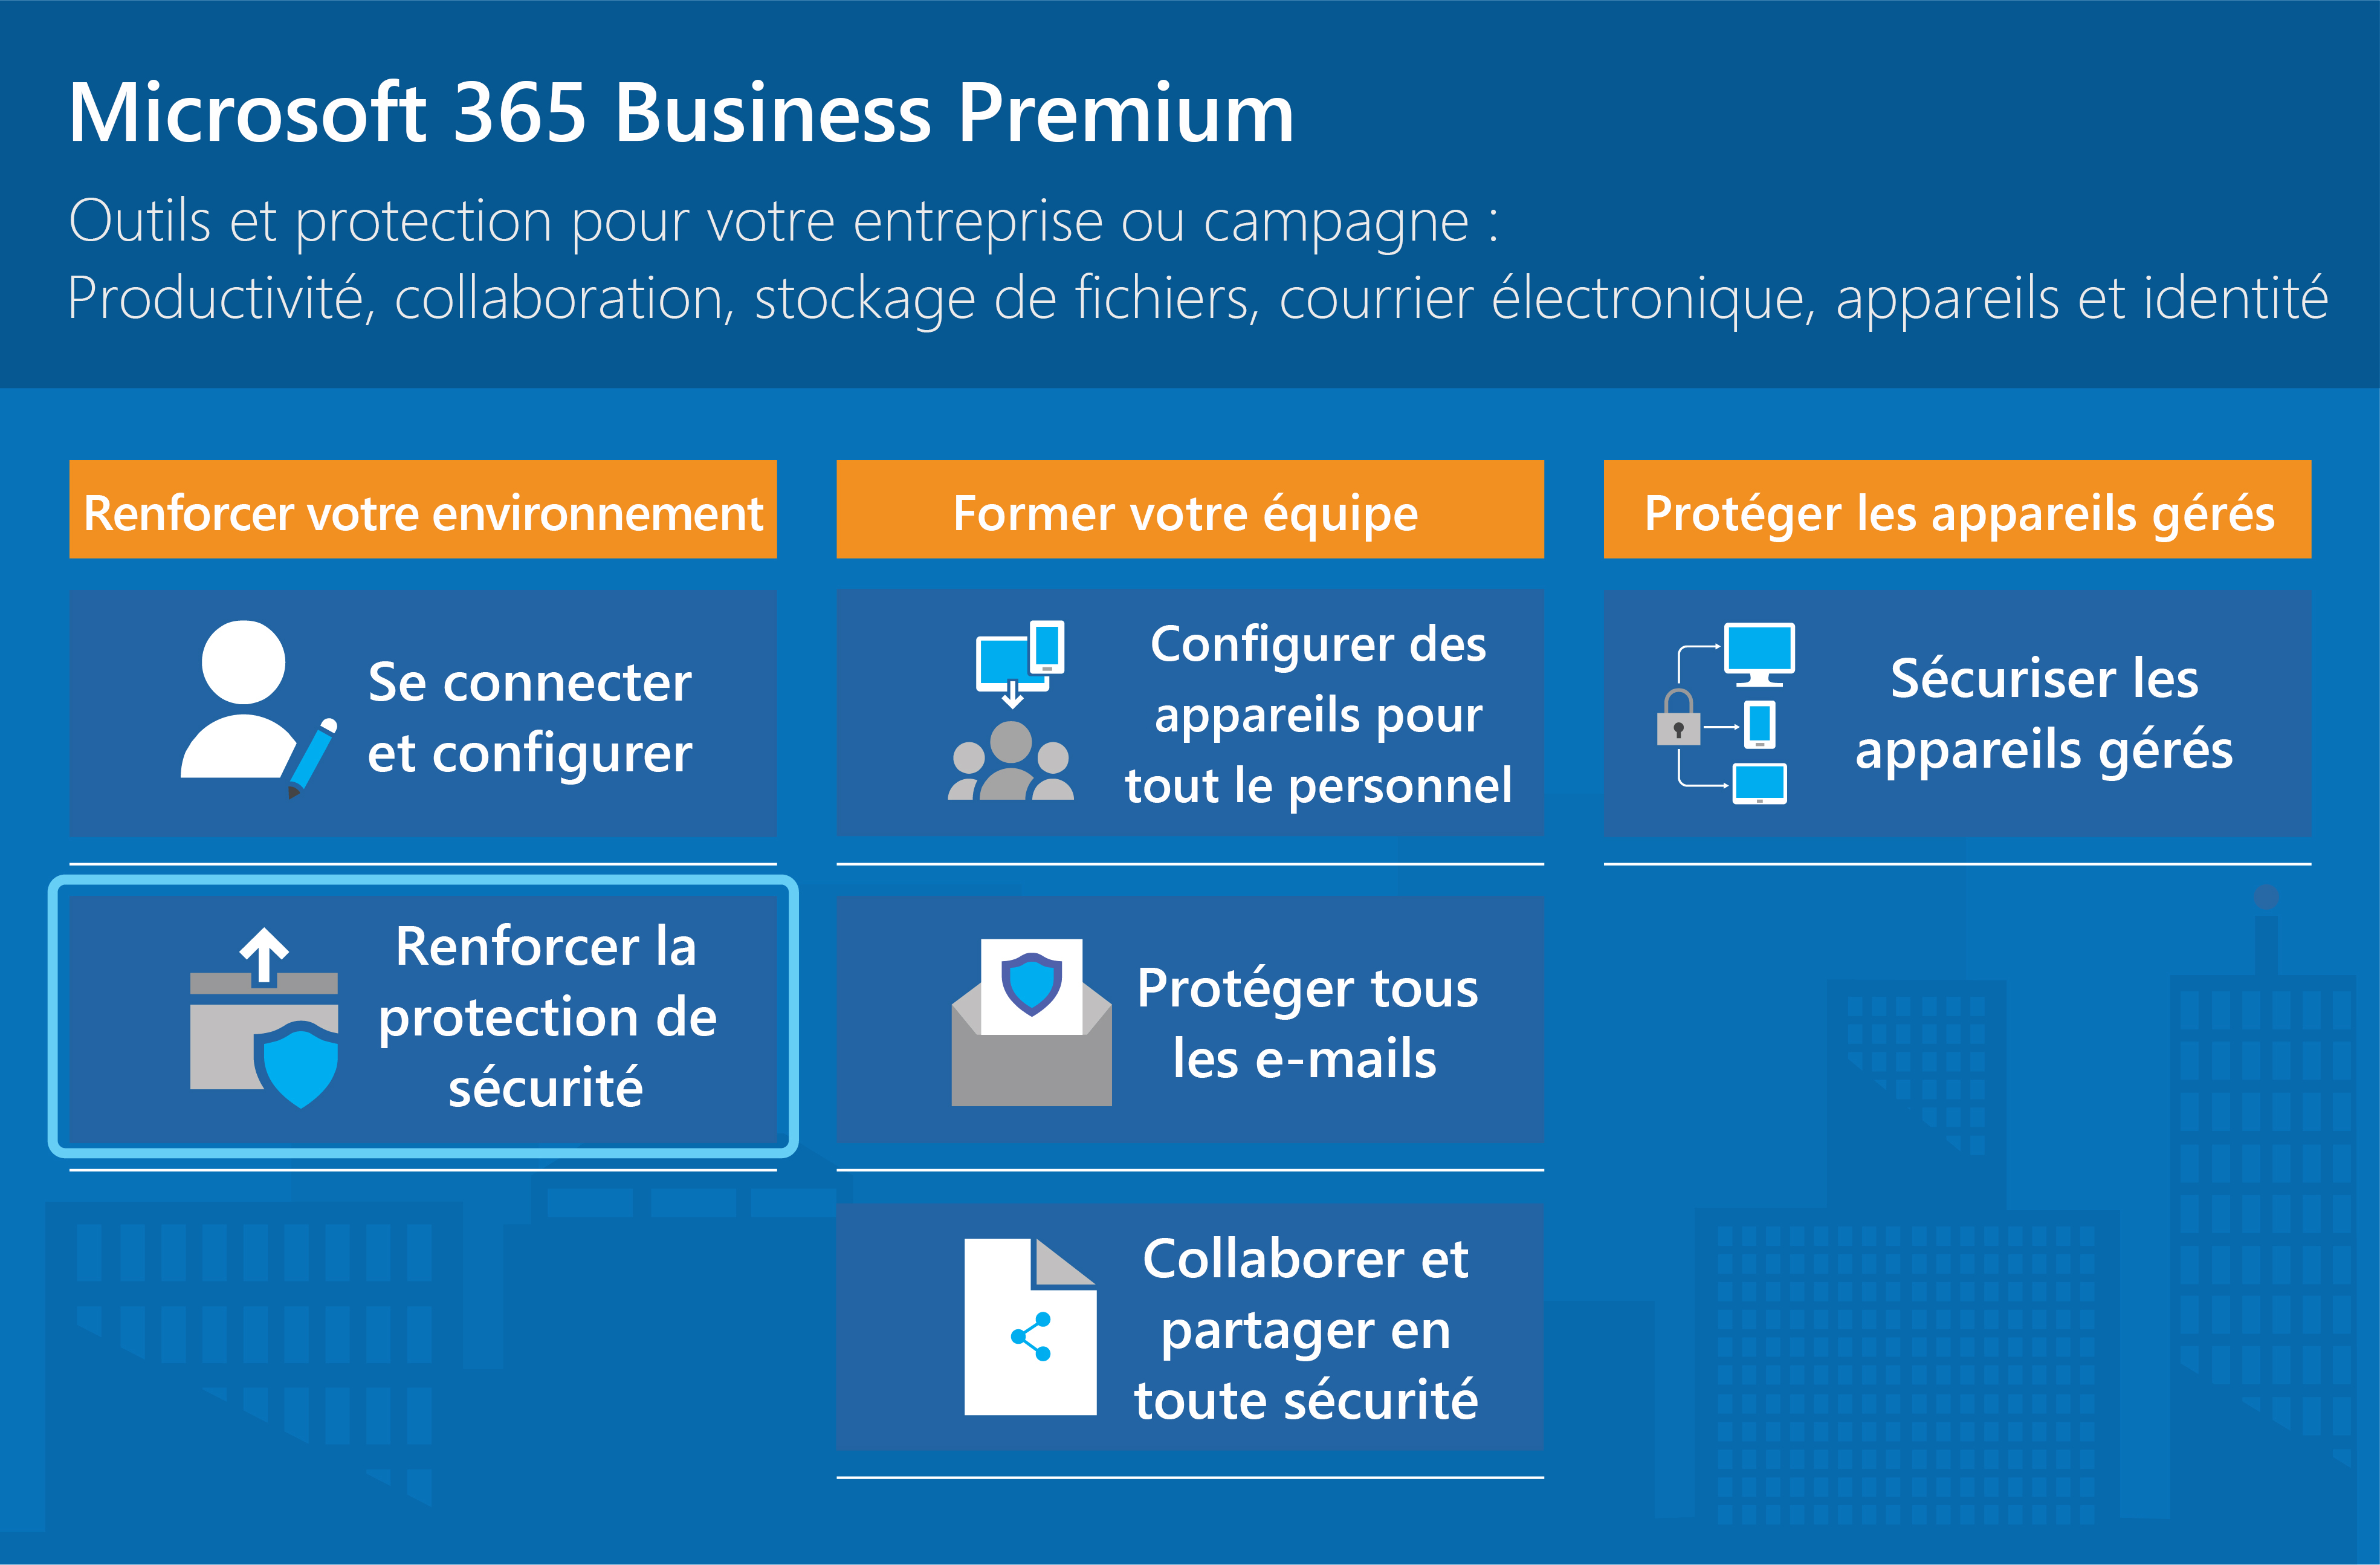 Microsoft 365 Business Premium
Outils et protection pour votre entreprise ou campagne :
Productivité, collaboration, stockage de fichiers, courrier électronique, appareils et identité
Renforcer votre environnement
Se connecter
et configurer
Renforcer la
protection de
sécurité
Former votre équipe
Configurer des
appareils pour
tout le personnel
Protéger tous
les e-mails
Collaborer et
partager en
toute sécurité
Protéger les appareils gérés
Sécuriser les
appareils gérés